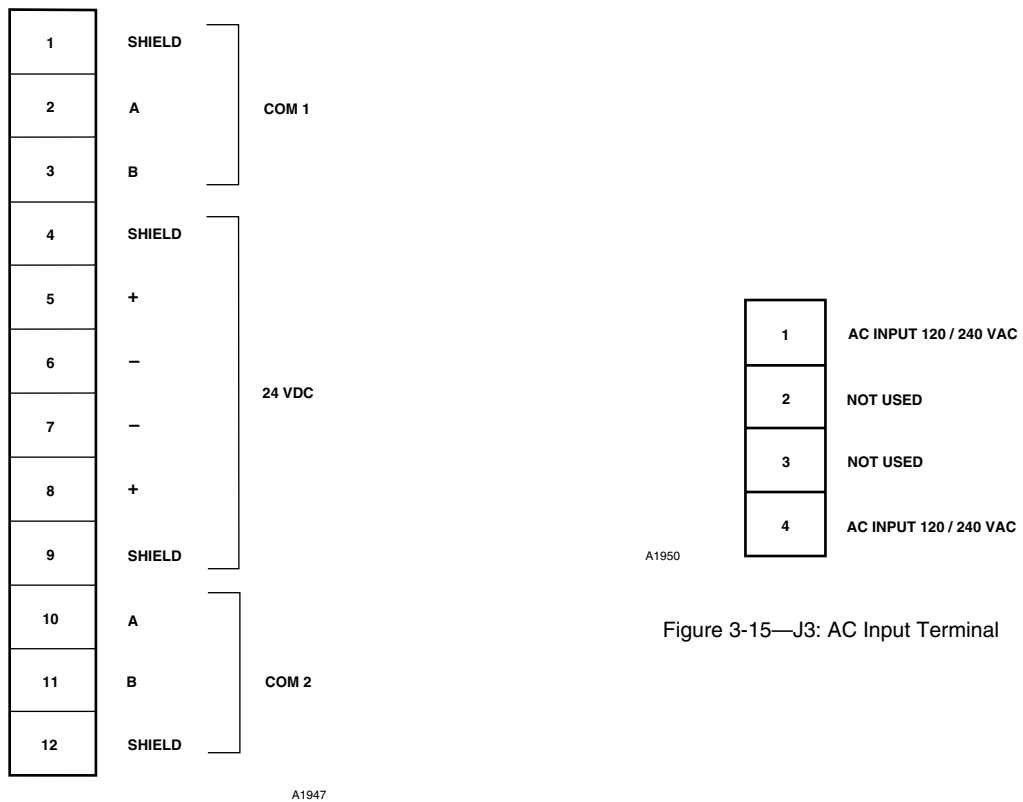 1 SHIELD
2 A
COM 1
3 B
4 SHIELD
5 +
6 –
24 VDC
7 –
8 +
9 SHIELD
10 A
11 B
COM 2
12 SHIELD
A1947
1 AC INPUT 120 / 240 VAC
2 NOT USED
3 NOT USED
4 AC INPUT 120 / 240 VAC
A1950
Figure 3-15—J3: AC Input Terminal